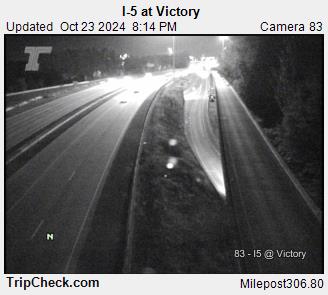 I-5 at Victory
Updated Oct 23 2024 8:14 PM Camera 83
T
N
83 - I5 @ Victory
TripCheck.com Milepost306.80